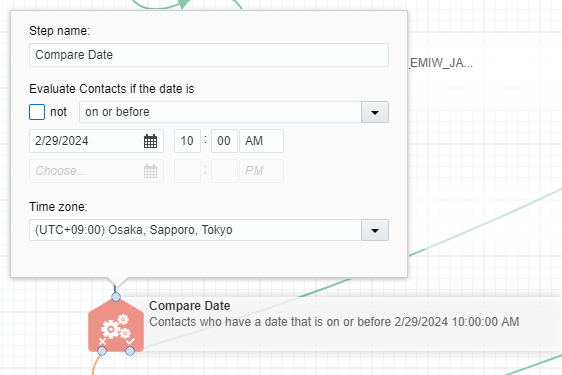 Step name:
Compare Date
_EMIW_JA...
Evaluate Contacts if the date is
not on or before
2/29/2024 10 : 00 AM
Choose... : PM
Time zone:
(UTC+09:00) Osaka, Sapporo, Tokyo
Compare Date
Contacts who have a date that is on or before 2/29/2024 10:00:00 AM